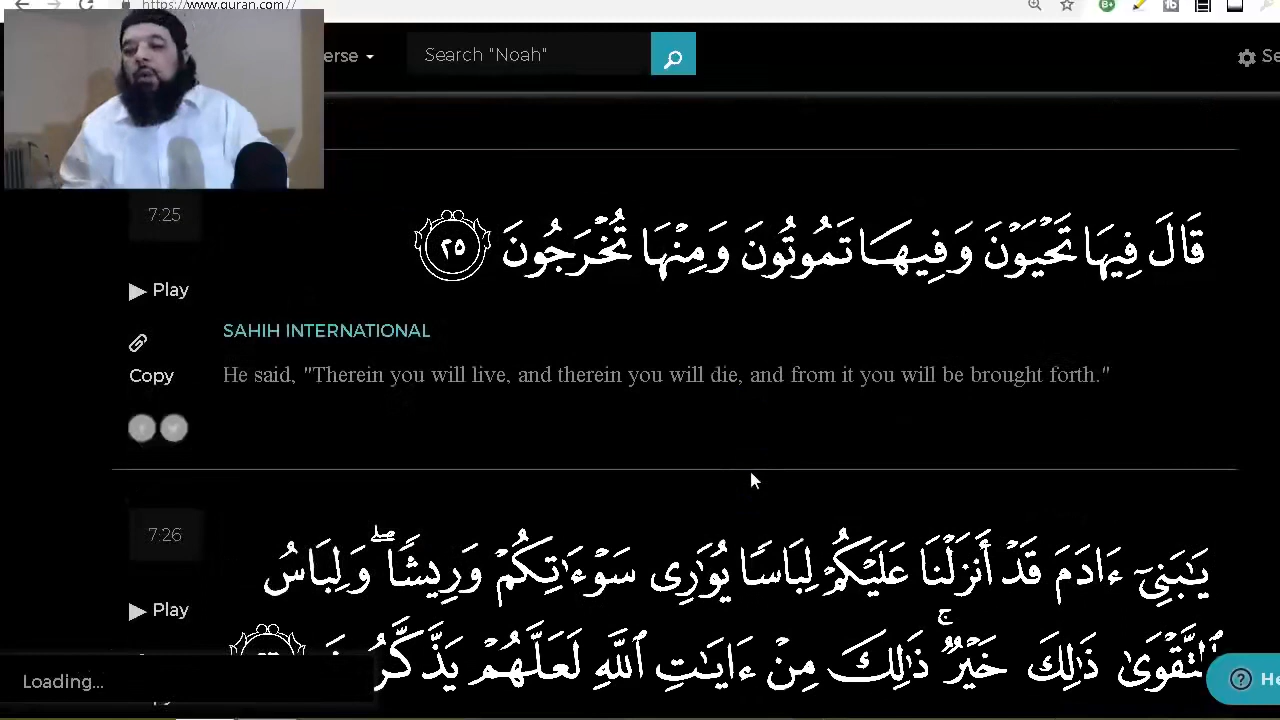 https://www.quran.com//
erse
Search "Noah"
Se
7:25
قَالَ فِيهَا تَحْيَوْنَ وَفِيهَا تَمُوتُونَ وَمِنْهَا تُخْرَجُونَ ٢٥
Play
SAHIH INTERNATIONAL
Copy
He said, "Therein you will live, and therein you will die, and from it you will be brought forth."
7:26
يَـٰبَنِىٓ ءَادَمَ قَدْ أَنزَلْنَا عَلَيْكُمْ لِبَاسًا يُوَٰرِى سَوْءَٰتِكُمْ وَرِيشًا ۖ وَلِبَاسُ
Play
ٱلتَّقْوَىٰ ذَٰلِكَ خَيْرٌ ۚ ذَٰلِكَ مِنْ ءَايَـٰتِ ٱللَّهِ لَعَلَّهُمْ يَذَّكَّرُونَ
Loading...
He